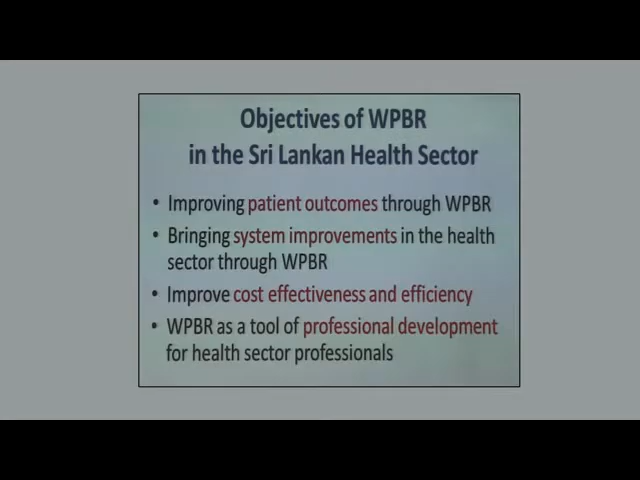 Objectives of WPBR
in the Sri Lankan Health Sector
• Improving patient outcomes through WPBR
• Bringing system improvements in the health
sector through WPBR
• Improve cost effectiveness and efficiency
• WPBR as a tool of professional development
for health sector professionals